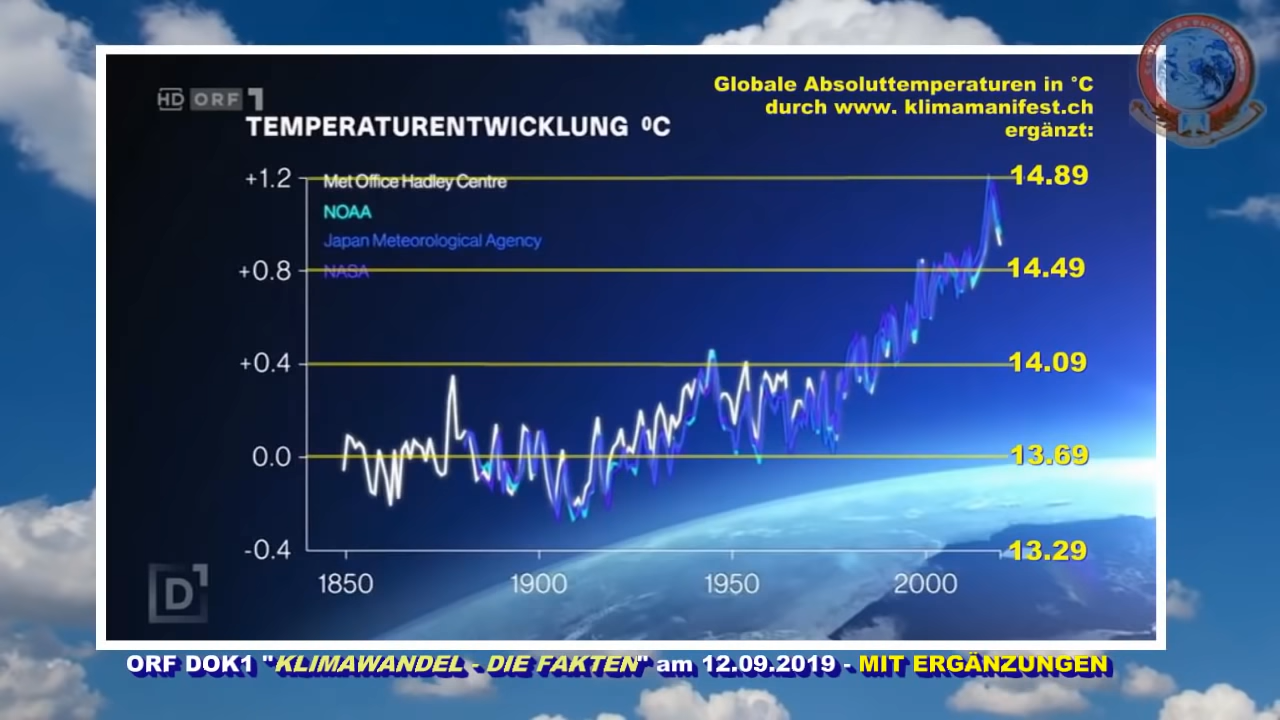 HD ORF 1
Globale Absoluttemperaturen in °C
durch www. klimamanifest.ch
ergänzt:
TEMPERATURENTWICKLUNG ⁰C
+1.2
Met Office Hadley Centre
14.89
NOAA
Japan Meteorological Agency
+0.8
NASA
14.49
+0.4
14.09
0.0
13.69
-0.4
13.29
1850 1900 1950 2000
D1
ORF DOK1 "KLIMAWANDEL - DIE FAKTEN" am 12.09.2019 - MIT ERGÄNZUNGEN